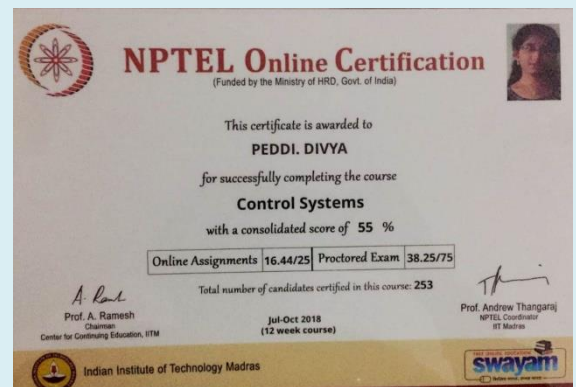 NPTEL Online Certification
(Funded by the Ministry of HRD, Govt. of India)
This certificate is awarded to
PEDDI. DIVYA
for successfully completing the course
Control Systems
with a consolidated score of 55 %
Online Assignments 16.44/25 Proctored Exam 38.25/75
Total number of candidates certified in this course: 253
A. Ramesh
Prof. A. Ramesh
Chairman
Center for Continuing Education, IITM
Jul-Oct 2018
(12 week course)
Prof. Andrew Thangaraj
NPTEL Coordinator
IIT Madras
Indian Institute of Technology Madras
FREE ONLINE EDUCATION
swayam